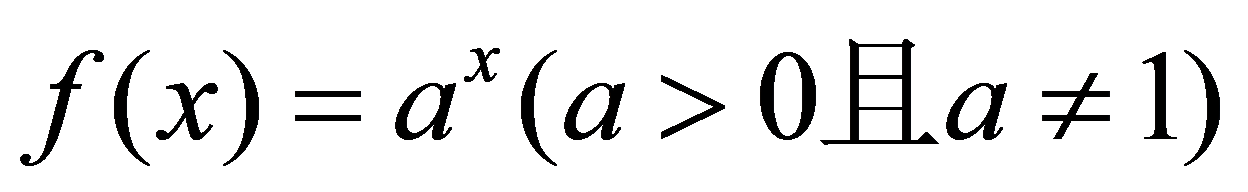 f(x) = a^x (a > 0且a ≠ 1)